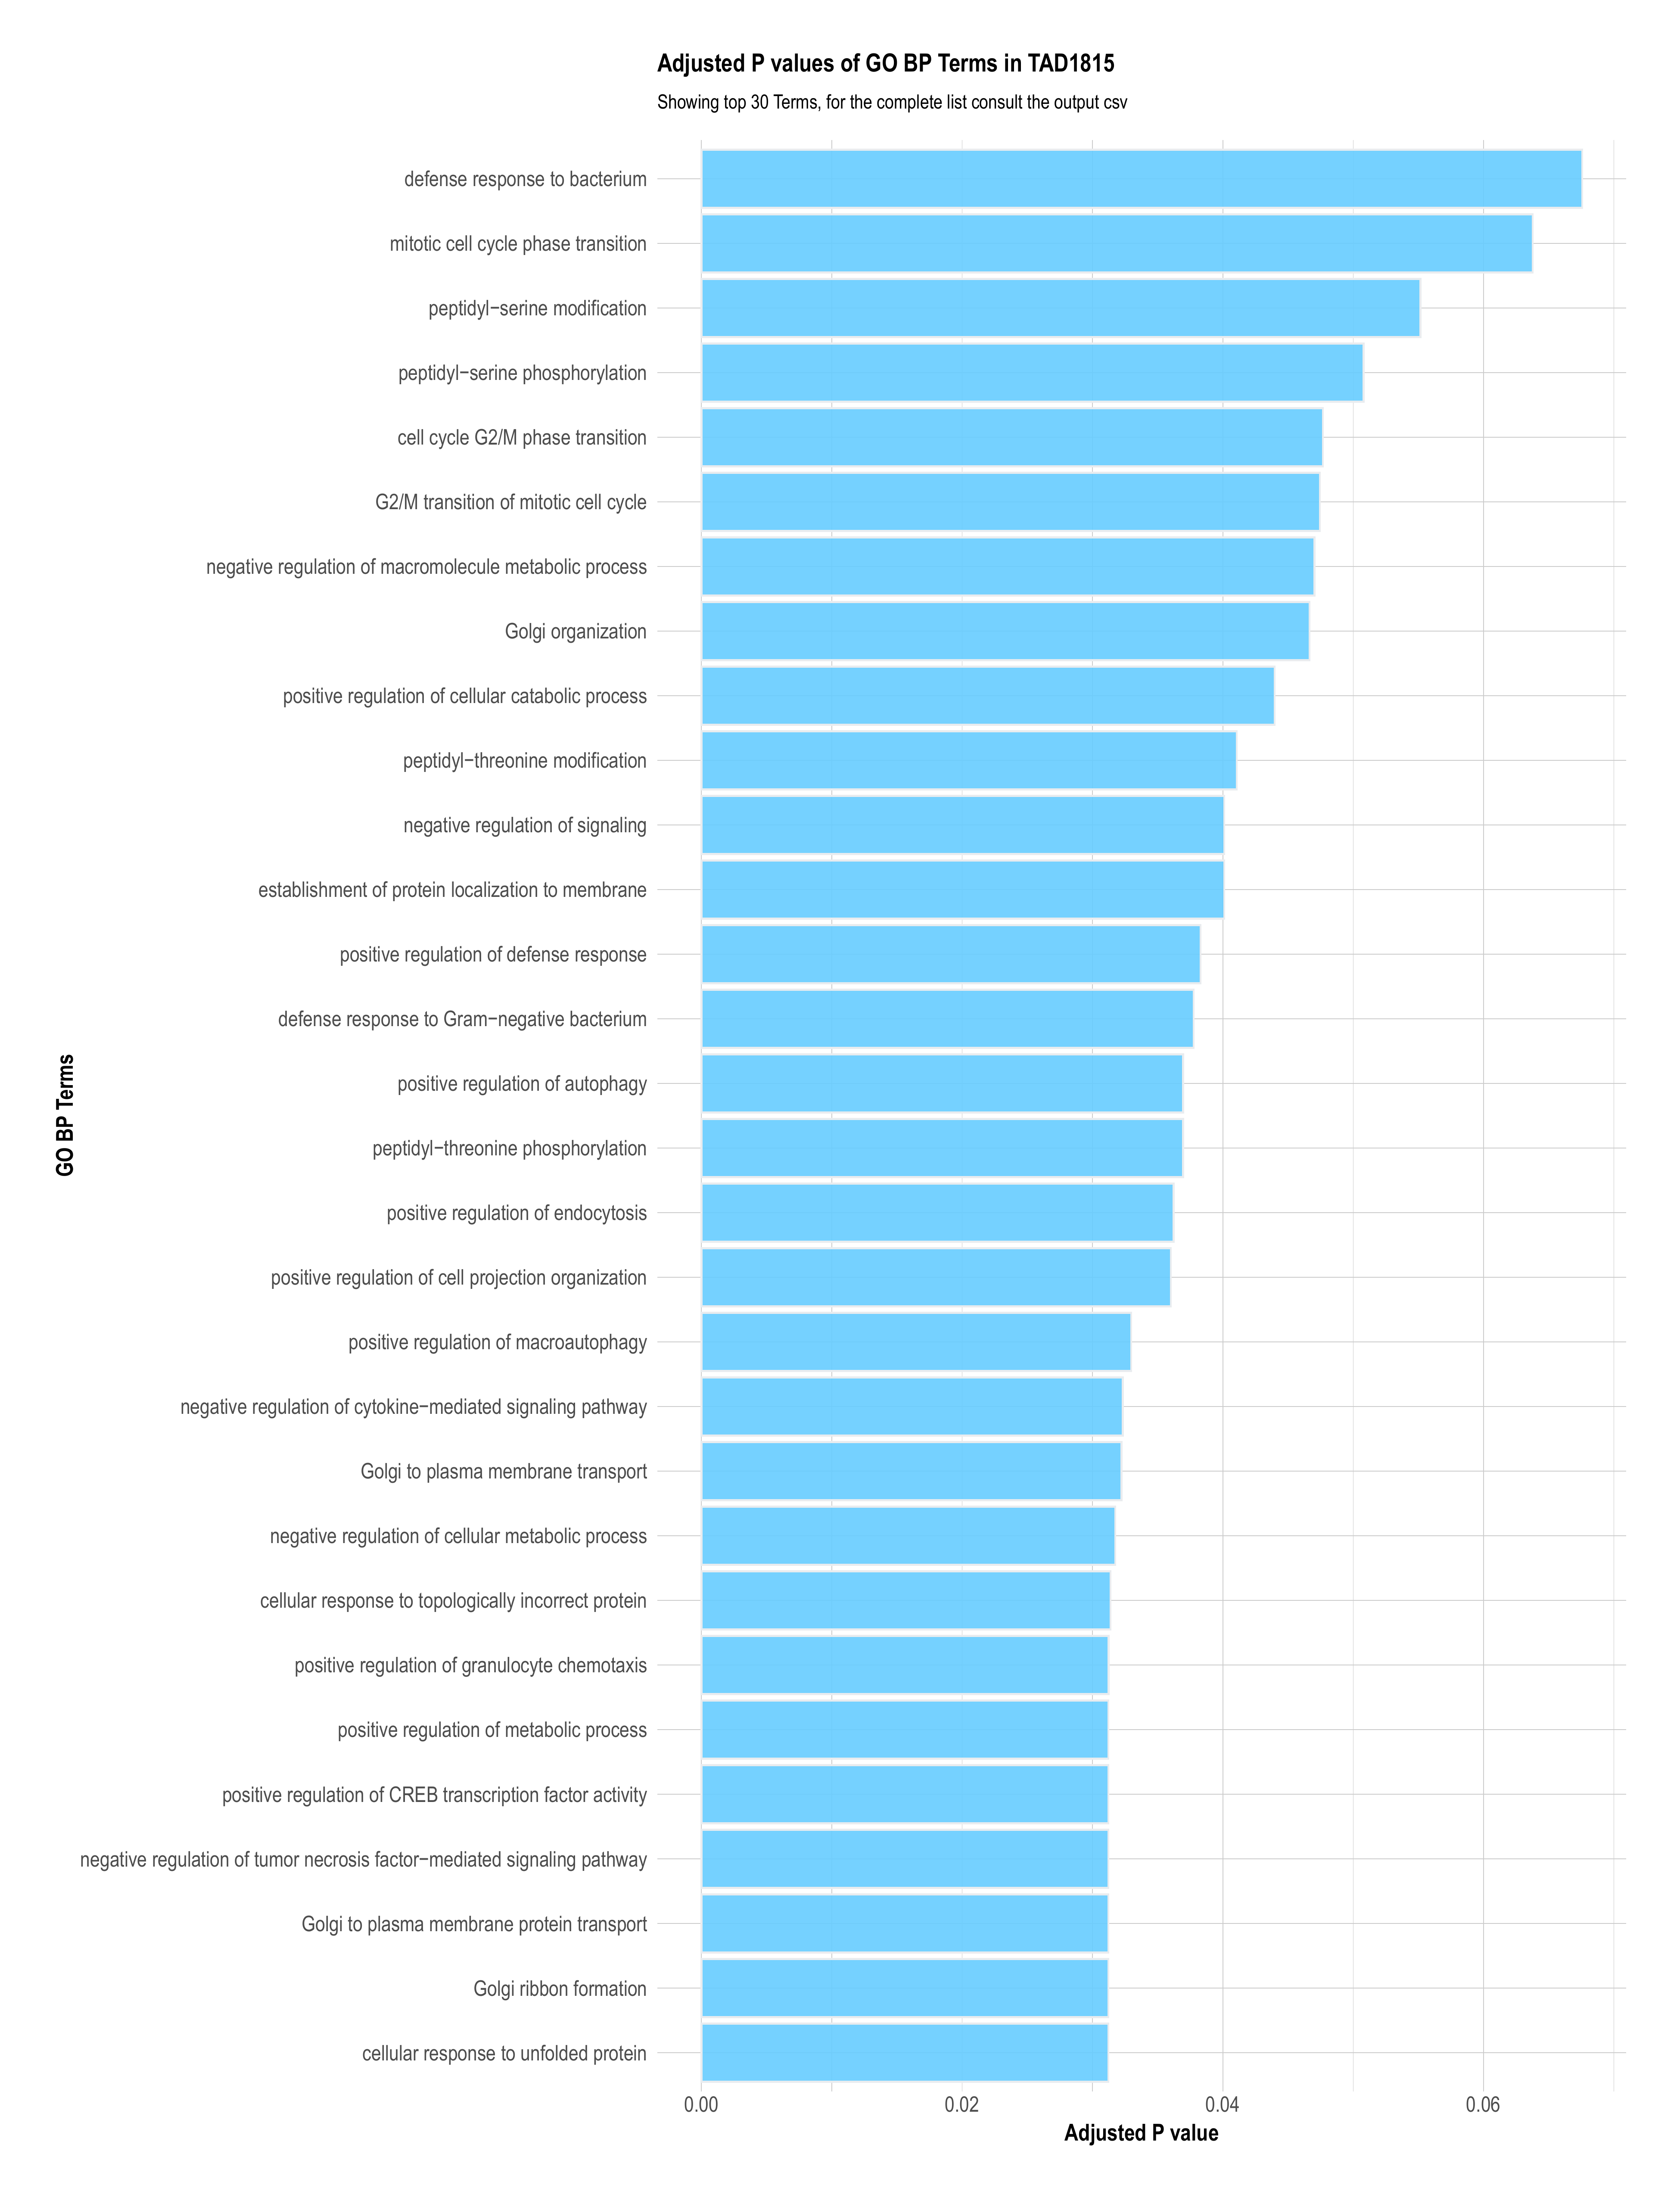 Adjusted P values of GO BP Terms in TAD1815
Showing top 30 Terms, for the complete list consult the output csv
defense response to bacterium
mitotic cell cycle phase transition
peptidyl−serine modification
peptidyl−serine phosphorylation
cell cycle G2/M phase transition
G2/M transition of mitotic cell cycle
negative regulation of macromolecule metabolic process
Golgi organization
positive regulation of cellular catabolic process
peptidyl−threonine modification
negative regulation of signaling
establishment of protein localization to membrane
positive regulation of defense response
defense response to Gram−negative bacterium
positive regulation of autophagy
peptidyl−threonine phosphorylation
positive regulation of endocytosis
positive regulation of cell projection organization
positive regulation of macroautophagy
negative regulation of cytokine−mediated signaling pathway
Golgi to plasma membrane transport
negative regulation of cellular metabolic process
cellular response to topologically incorrect protein
positive regulation of granulocyte chemotaxis
positive regulation of metabolic process
positive regulation of CREB transcription factor activity
negative regulation of tumor necrosis factor−mediated signaling pathway
Golgi to plasma membrane protein transport
Golgi ribbon formation
cellular response to unfolded protein
GO BP Terms
0.00 0.02 0.04 0.06
Adjusted P value